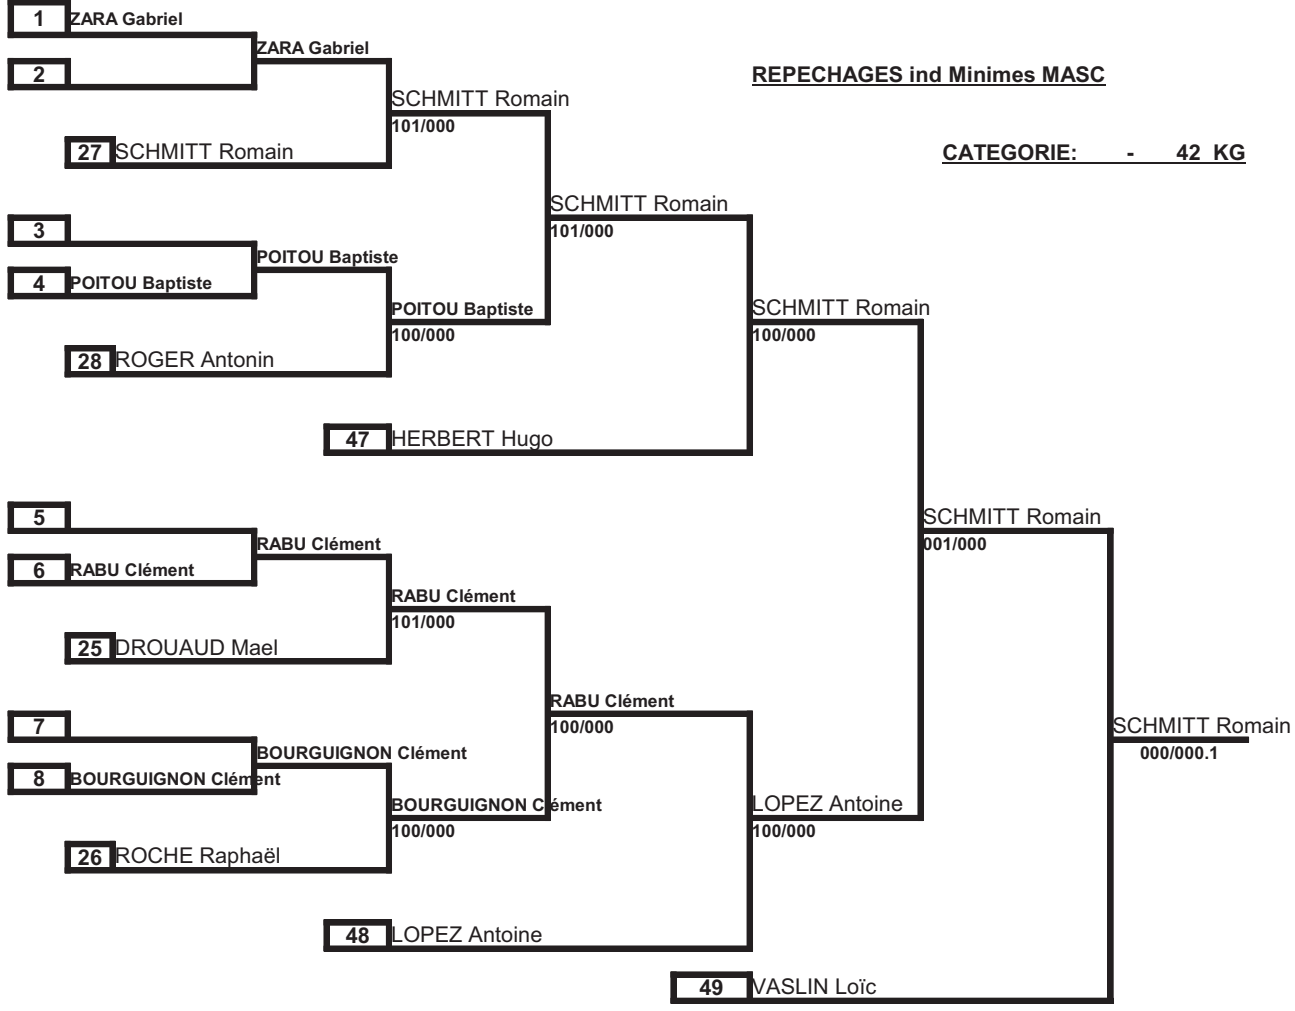 1 ZARA Gabriel
ZARA Gabriel
2
REPECHAGES ind Minimes MASC
SCHMITT Romain
101/000
27 SCHMITT Romain
CATEGORIE: - 42 KG
SCHMITT Romain
101/000
3
POITOU Baptiste
4 POITOU Baptiste
POITOU Baptiste
100/000
SCHMITT Romain
100/000
28 ROGER Antonin
47 HERBERT Hugo
5
SCHMITT Romain
001/000
RABU Clément
6 RABU Clément
RABU Clément
101/000
25 DROUAUD Mael
RABU Clément
100/000
7
SCHMITT Romain
000/000.1
BOURGUIGNON Clément
8 BOURGUIGNON Clément
BOURGUIGNON Clément
100/000
LOPEZ Antoine
100/000
26 ROCHE Raphaël
48 LOPEZ Antoine
49 VASLIN Loïc